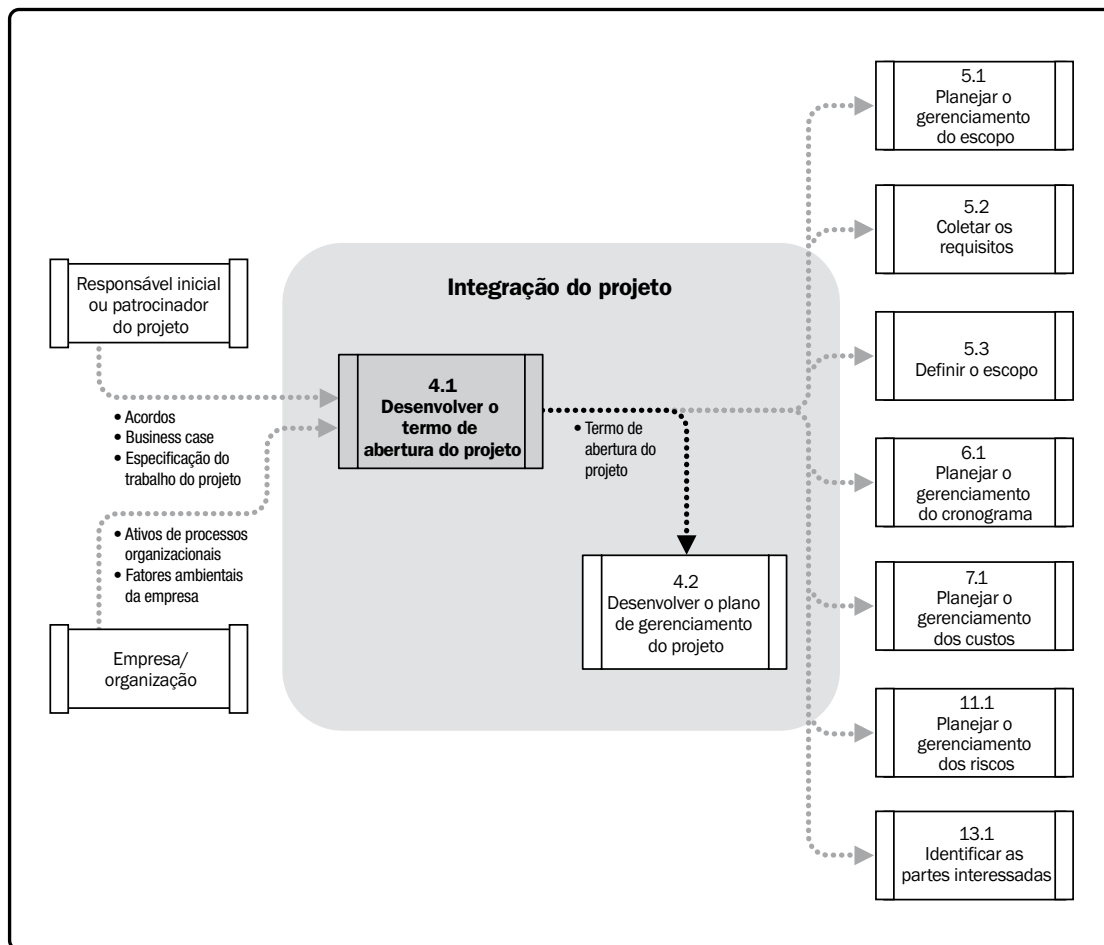 Responsável inicial
ou patrocinador
do projeto
• Acordos
• Business case
• Especificação do
trabalho do projeto
• Ativos de processos
organizacionais
• Fatores ambientais
da empresa
Empresa/
organização
Integração do projeto
4.1
Desenvolver o
termo de
abertura do projeto
• Termo de
abertura do
projeto
4.2
Desenvolver o plano
de gerenciamento
do projeto
5.1
Planejar o
gerenciamento
do escopo
5.2
Coletar os
requisitos
5.3
Definir o escopo
6.1
Planejar o
gerenciamento
do cronograma
7.1
Planejar o
gerenciamento
dos custos
11.1
Planejar o
gerenciamento
dos riscos
13.1
Identificar as
partes interessadas